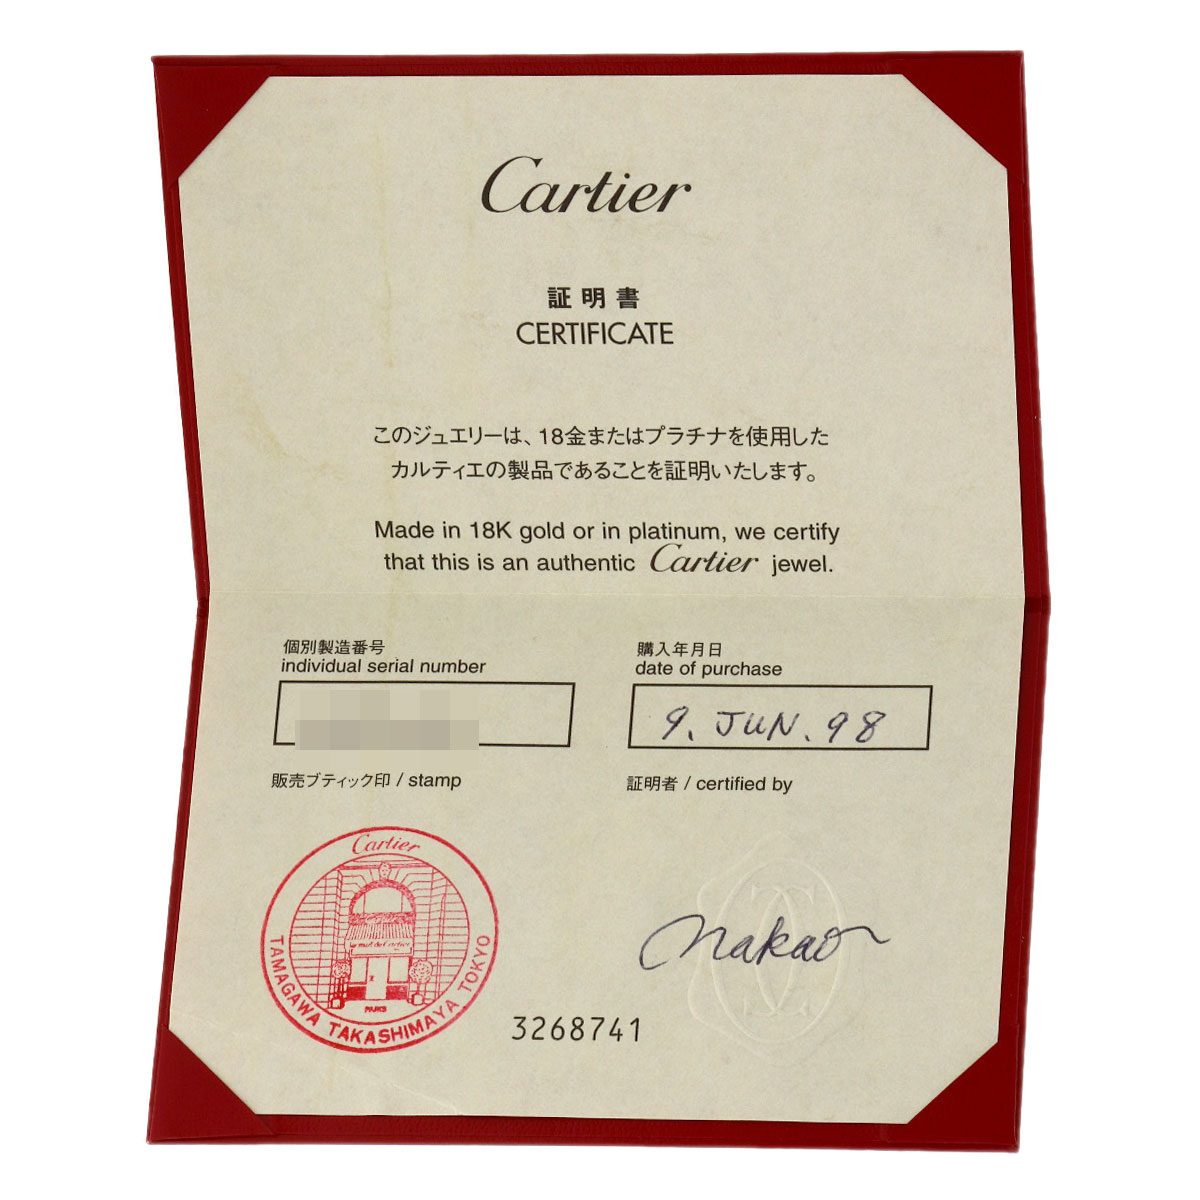 Cartier
証明書
CERTIFICATE
このジュエリーは、18金またはプラチナを使用した
カルティエの製品であることを証明いたします。
Made in 18K gold or in platinum, we certify
that this is an authentic Cartier jewel.
個別製造番号
individual serial number
購入年月日
date of purchase
9. JUN. 98
販売ブティック印 / stamp
証明者 / certified by
Cartier
must de Cartier
PARIS
TAMAGAWA TAKASHIMAYA TOKYO
Nakao
3268741